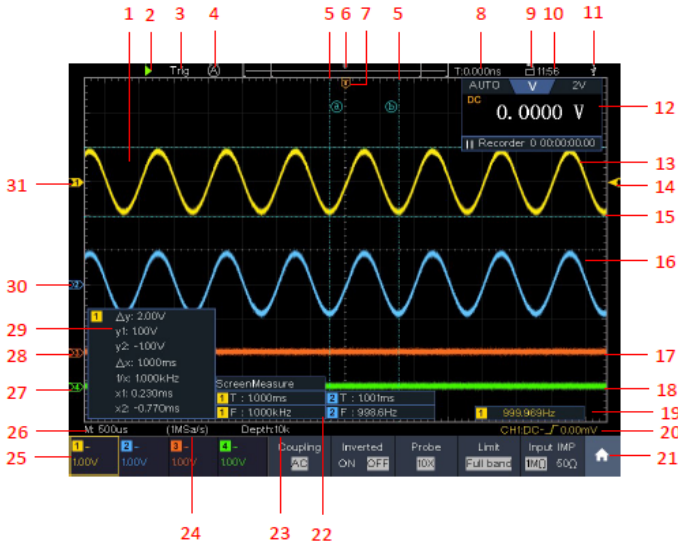 1 2 3 4 5 6 7 5 8 9 10 11
Trig A T T:0.000ns 11:56
AUTO V 2V
DC
0.0000 V
Recorder 0 00:00:00.00
a b
12
13
14
15
16
17
18
19
20
21
31
30
29
28
27
26
25
1
2
3
4
1 Δy: 2.00V
y1: 1.00V
y2: -1.00V
Δx: 1.000ms
1/x: 1.000kHz
x1: 0.230ms
x2: -0.770ms
ScreenMeasure
1 T : 1.000ms 2 T : 1.001ms
1 F : 1.000kHz 2 F : 998.6Hz
1 999.969Hz
M: 500us (1MSa/s) Depth:10k CH1:DC- 0.00mV
1 ~ 2 ~ 3 ~ 4 ~ Coupling Inverted Probe Limit Input IMP
1.00V 1.00V 1.00V 1.00V AC ON OFF 10X Full band 1MΩ 50Ω
24 23 22